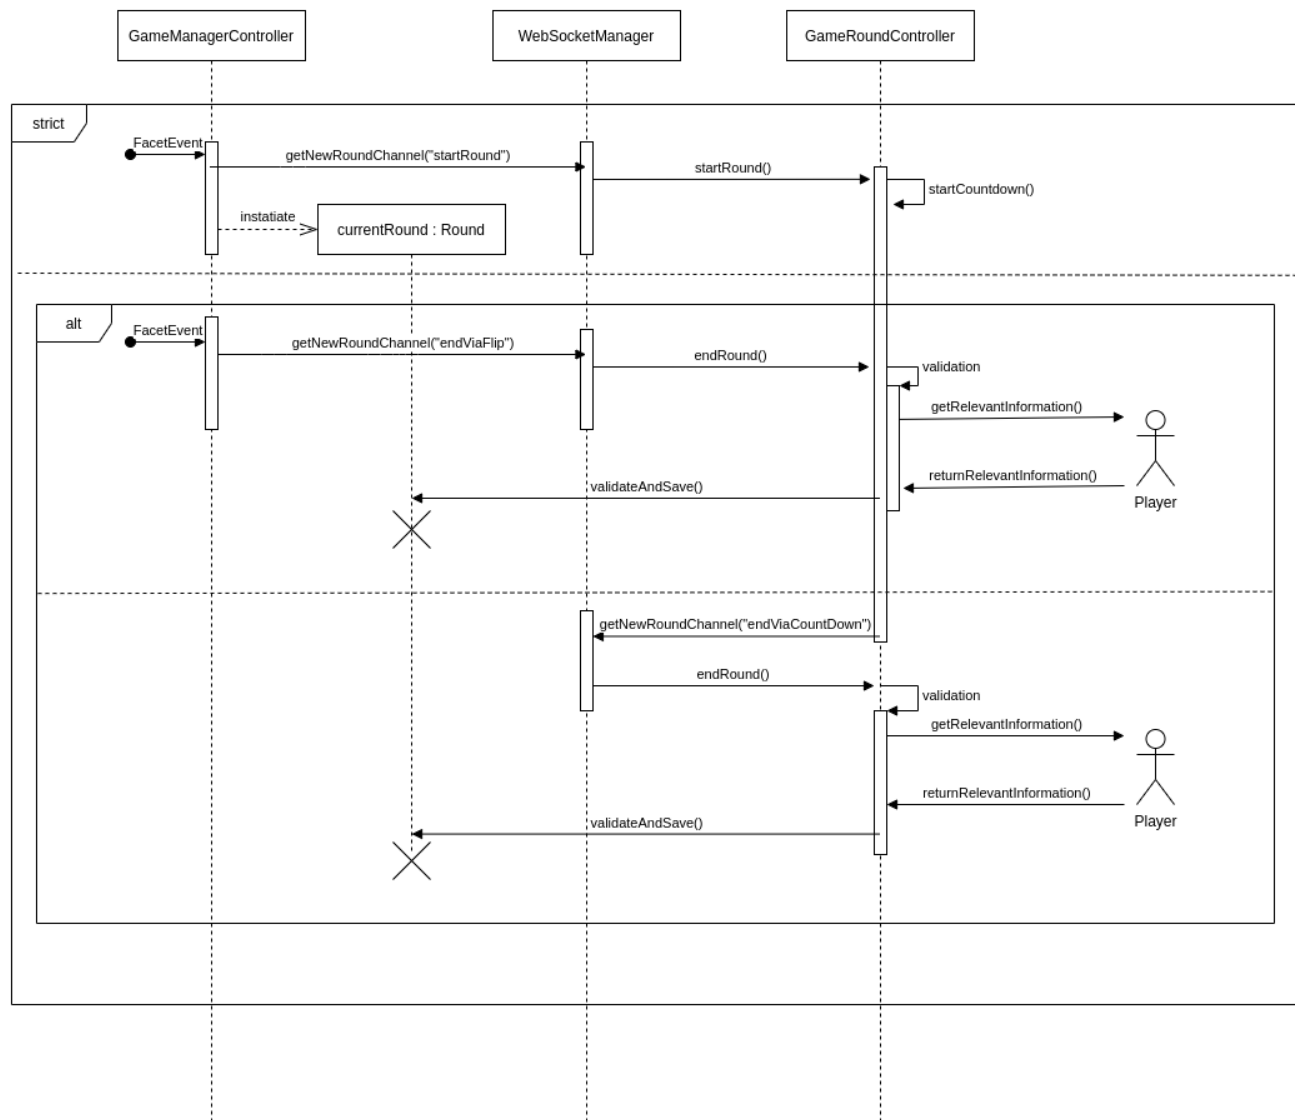 GameManagerController
WebSocketManager
GameRoundController
strict
FacetEvent
getNewRoundChannel("startRound")
startRound()
startCountdown()
instatiate
currentRound : Round
alt
FacetEvent
getNewRoundChannel("endViaFlip")
endRound()
validation
getRelevantInformation()
returnRelevantInformation()
Player
validateAndSave()
getNewRoundChannel("endViaCountDown")
endRound()
validation
getRelevantInformation()
returnRelevantInformation()
Player
validateAndSave()